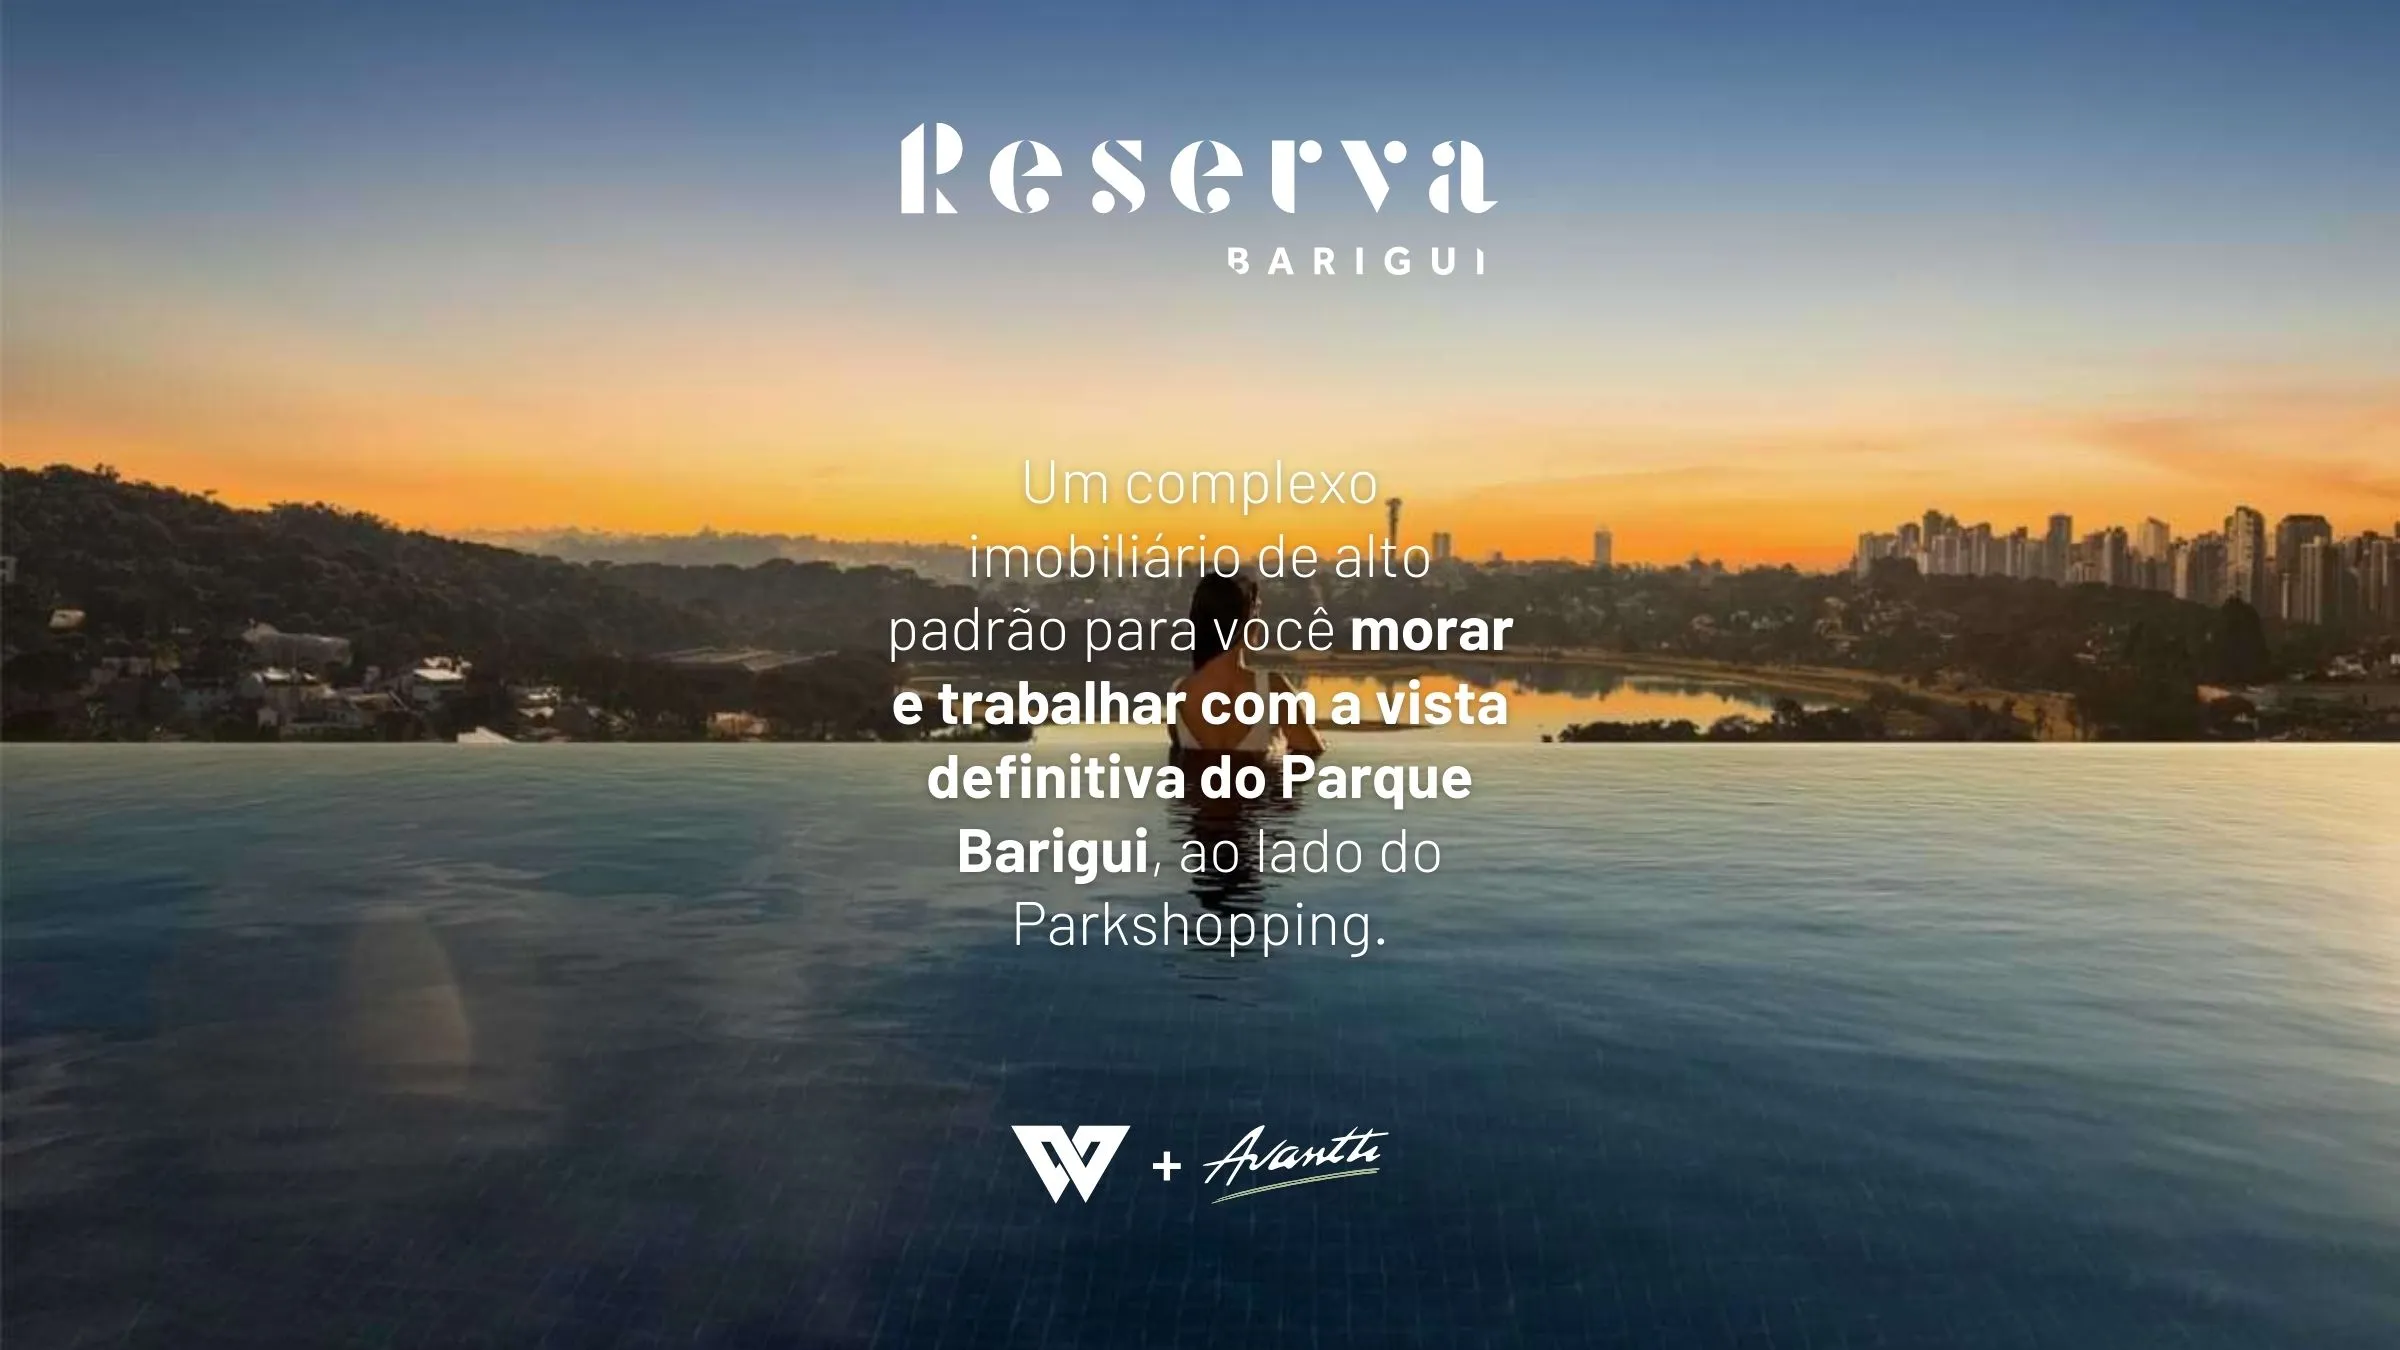 Reserva
BARIGUI
Um complexo
imobiliário de alto
padrão para você morar
e trabalhar com a vista
definitiva do Parque
Barigui, ao lado do
Parkshopping.
W + Avantti